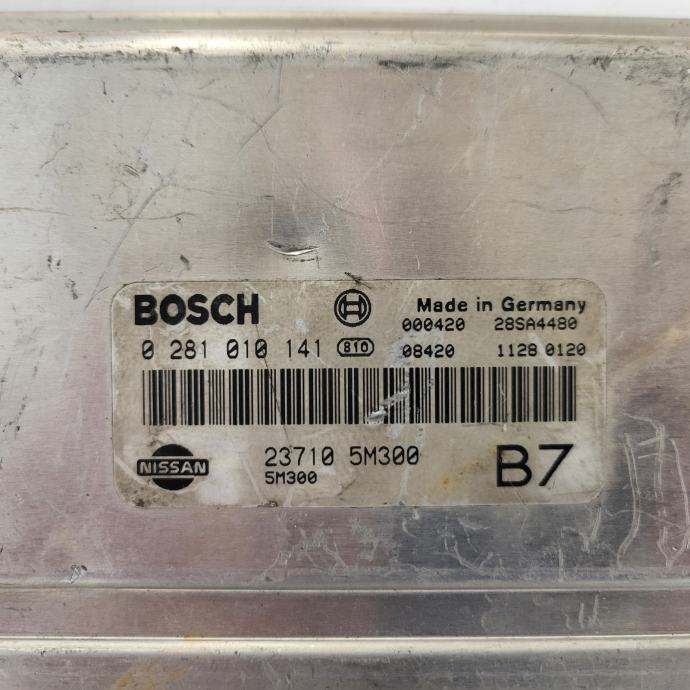 BOSCH Made in Germany
000420 28SA4480
0 281 010 141 810 08420 1128 0120
NISSAN 23710 5M300 B7
5M300